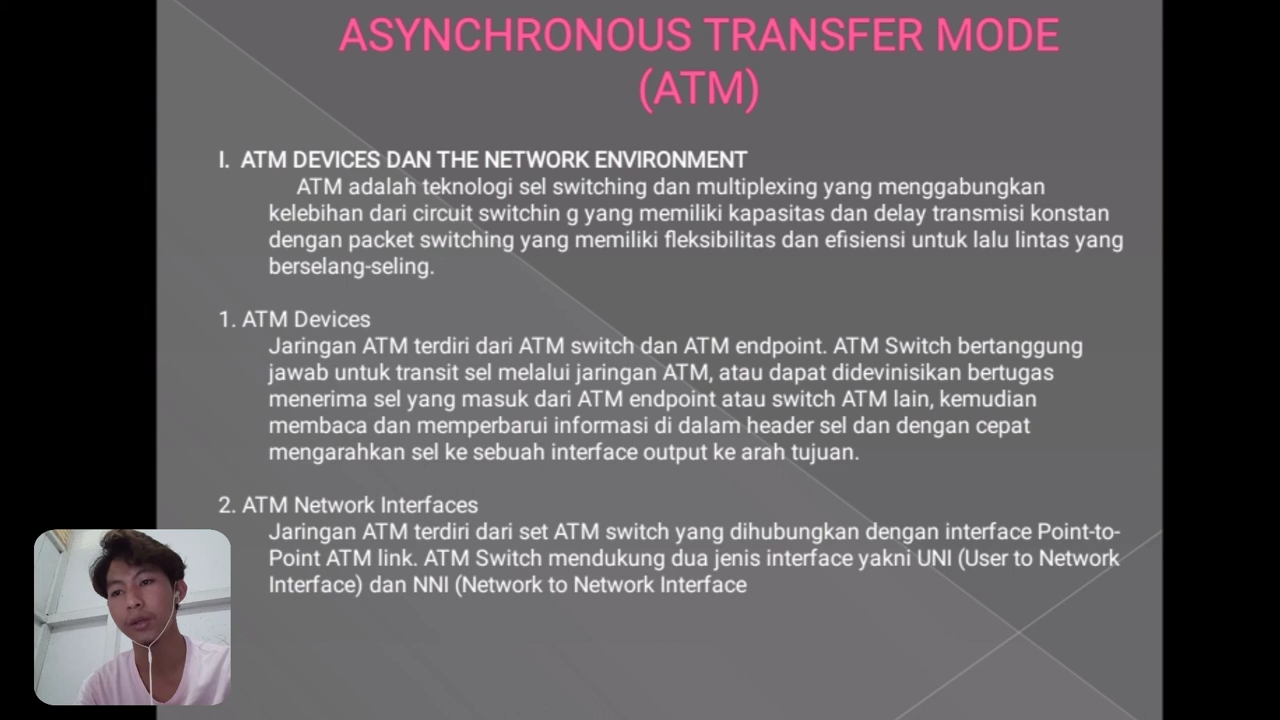 ASYNCHRONOUS TRANSFER MODE
(ATM)
I. ATM DEVICES DAN THE NETWORK ENVIRONMENT
ATM adalah teknologi sel switching dan multiplexing yang menggabungkan
kelebihan dari circuit switchin g yang memiliki kapasitas dan delay transmisi konstan
dengan packet switching yang memiliki fleksibilitas dan efisiensi untuk lalu lintas yang
berselang-seling.
1. ATM Devices
Jaringan ATM terdiri dari ATM switch dan ATM endpoint. ATM Switch bertanggung
jawab untuk transit sel melalui jaringan ATM, atau dapat didevinisikan bertugas
menerima sel yang masuk dari ATM endpoint atau switch ATM lain, kemudian
membaca dan memperbarui informasi di dalam header sel dan dengan cepat
mengarahkan sel ke sebuah interface output ke arah tujuan.
2. ATM Network Interfaces
Jaringan ATM terdiri dari set ATM switch yang dihubungkan dengan interface Point-to-
Point ATM link. ATM Switch mendukung dua jenis interface yakni UNI (User to Network
Interface) dan NNI (Network to Network Interface